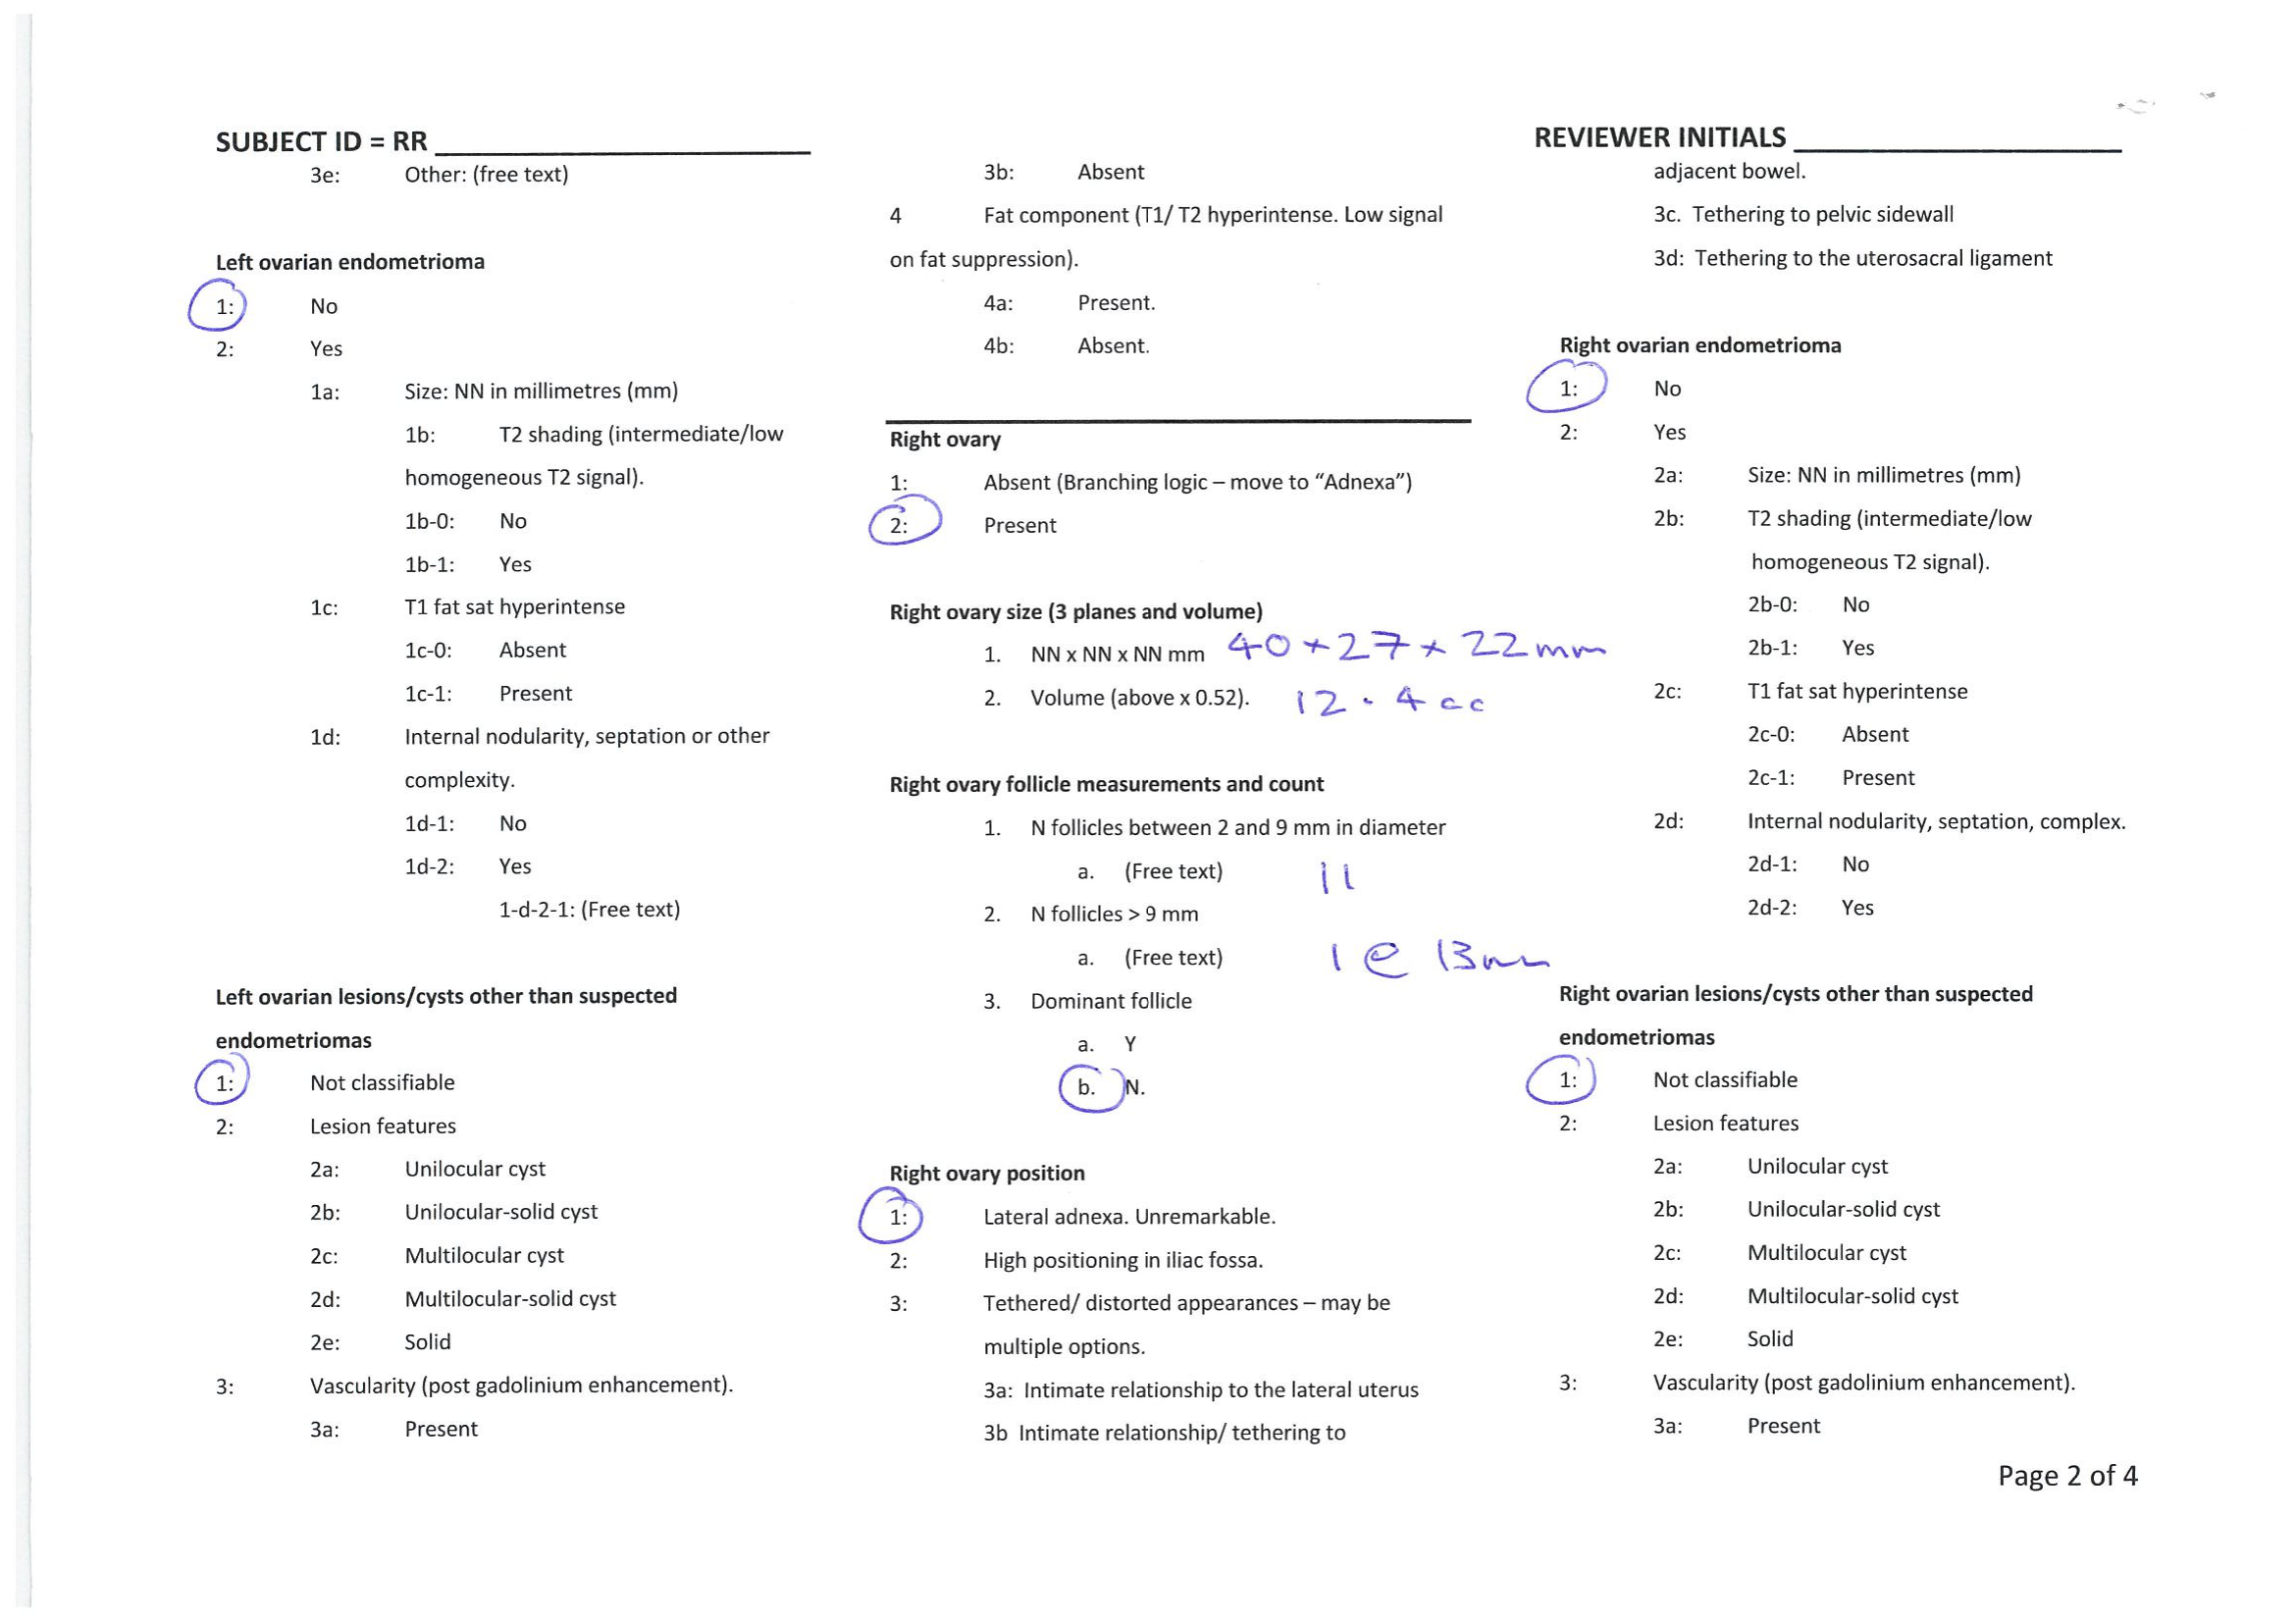 SUBJECT ID = RR
REVIEWER INITIALS
3e: Other: (free text)
Left ovarian endometrioma
1: No
2: Yes
1a: Size: NN in millimetres (mm)
1b: T2 shading (intermediate/low
homogeneous T2 signal).
1b-0: No
1b-1: Yes
1c: T1 fat sat hyperintense
1c-0: Absent
1c-1: Present
1d: Internal nodularity, septation or other
complexity.
1d-1: No
1d-2: Yes
1-d-2-1: (Free text)
Left ovarian lesions/cysts other than suspected
endometriomas
1: Not classifiable
2: Lesion features
2a: Unilocular cyst
2b: Unilocular-solid cyst
2c: Multilocular cyst
2d: Multilocular-solid cyst
2e: Solid
3: Vascularity (post gadolinium enhancement).
3a: Present
3b: Absent
4 Fat component (T1/ T2 hyperintense. Low signal
on fat suppression).
4a: Present.
4b: Absent.
Right ovary
1: Absent (Branching logic – move to “Adnexa”)
2: Present
Right ovary size (3 planes and volume)
1. NN x NN x NN mm 40 x 27 x 22 mm
2. Volume (above x 0.52). 12.4 cc
Right ovary follicle measurements and count
1. N follicles between 2 and 9 mm in diameter
a. (Free text) 11
2. N follicles > 9 mm
a. (Free text) 1 @ 13mm
3. Dominant follicle
a. Y
b. N.
Right ovary position
1: Lateral adnexa. Unremarkable.
2: High positioning in iliac fossa.
3: Tethered/ distorted appearances – may be
multiple options.
3a: Intimate relationship to the lateral uterus
3b Intimate relationship/ tethering to
adjacent bowel.
3c. Tethering to pelvic sidewall
3d: Tethering to the uterosacral ligament
Right ovarian endometrioma
1: No
2: Yes
2a: Size: NN in millimetres (mm)
2b: T2 shading (intermediate/low
homogeneous T2 signal).
2b-0: No
2b-1: Yes
2c: T1 fat sat hyperintense
2c-0: Absent
2c-1: Present
2d: Internal nodularity, septation, complex.
2d-1: No
2d-2: Yes
Right ovarian lesions/cysts other than suspected
endometriomas
1: Not classifiable
2: Lesion features
2a: Unilocular cyst
2b: Unilocular-solid cyst
2c: Multilocular cyst
2d: Multilocular-solid cyst
2e: Solid
3: Vascularity (post gadolinium enhancement).
3a: Present
Page 2 of 4